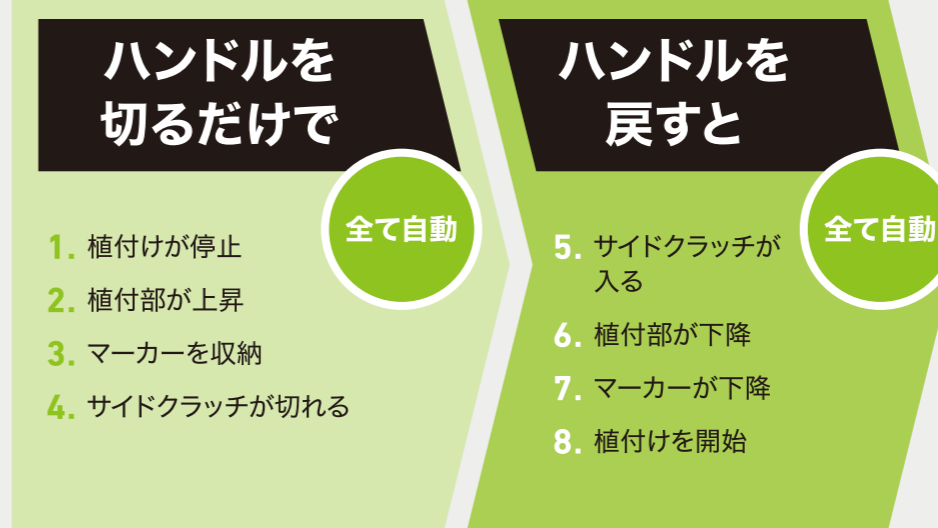 ハンドルを
切るだけで
全て自動
1. 植付けが停止
2. 植付部が上昇
3. マーカーを収納
4. サイドクラッチが切れる
ハンドルを
戻すと
全て自動
5. サイドクラッチが
入る
6. 植付部が下降
7. マーカーが下降
8. 植付けを開始